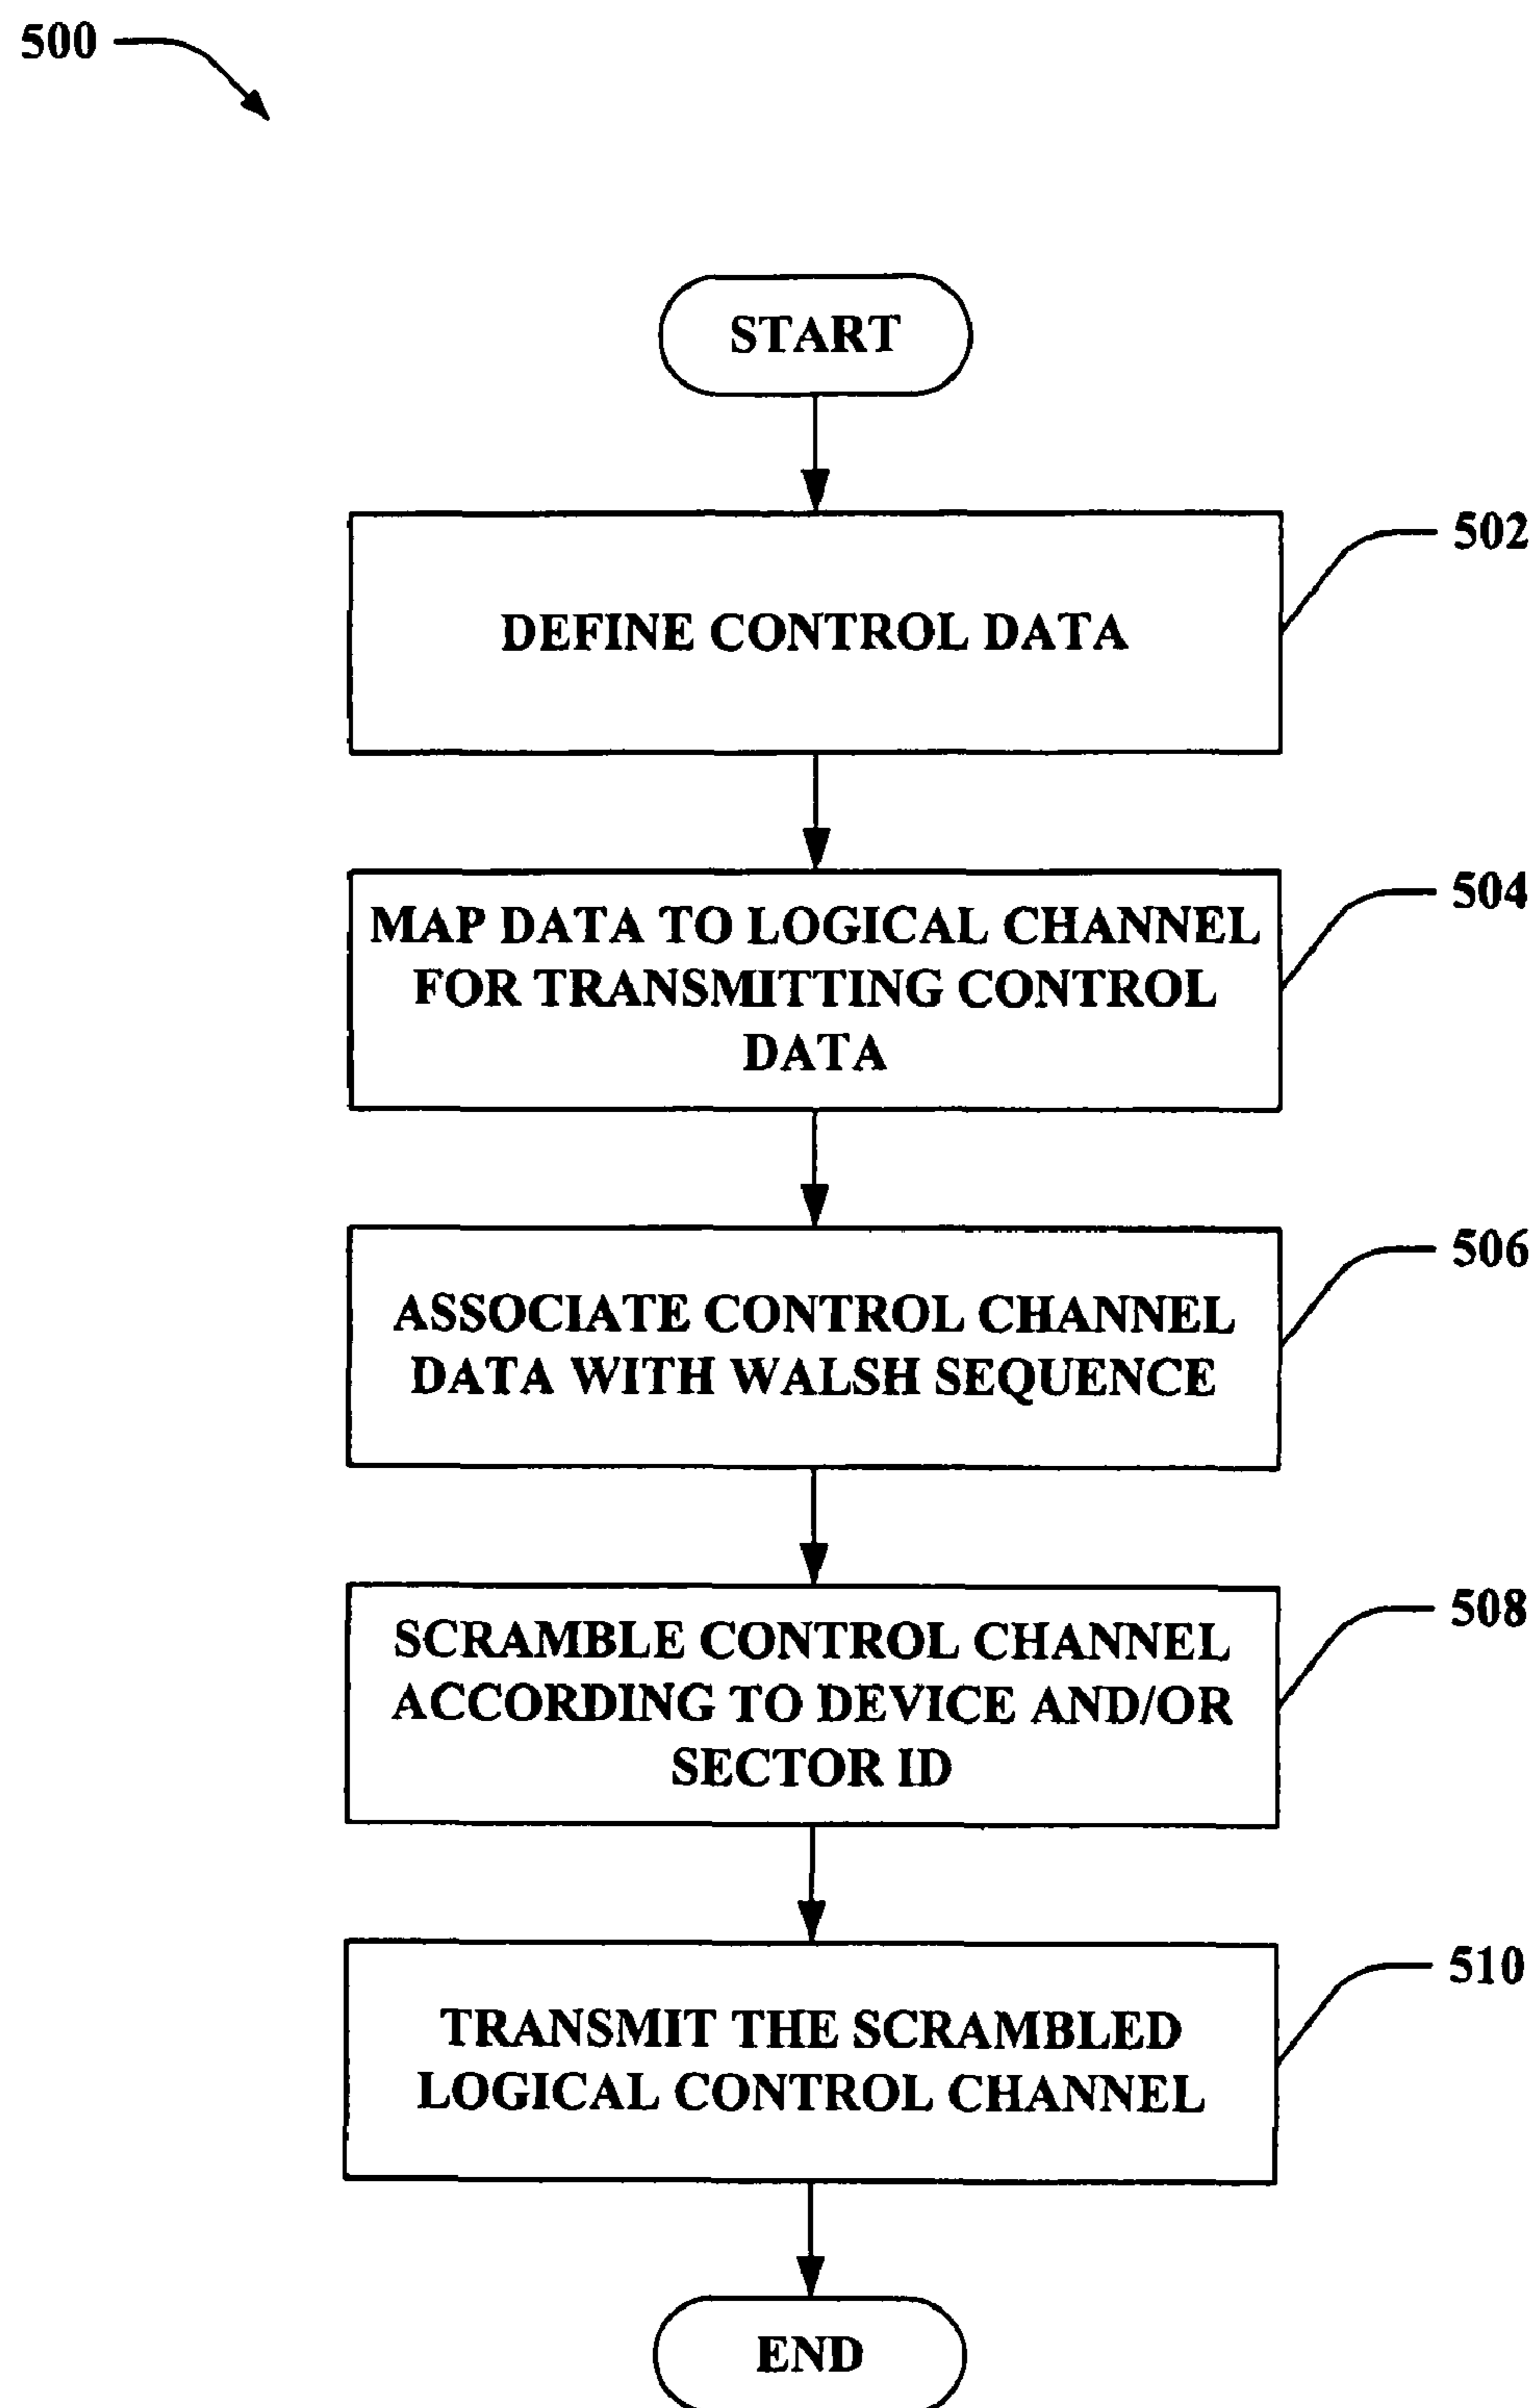 500
START
502
DEFINE CONTROL DATA
504
MAP DATA TO LOGICAL CHANNEL
FOR TRANSMITTING CONTROL
DATA
506
ASSOCIATE CONTROL CHANNEL
DATA WITH WALSH SEQUENCE
508
SCRAMBLE CONTROL CHANNEL
ACCORDING TO DEVICE AND/OR
SECTOR ID
510
TRANSMIT THE SCRAMBLED
LOGICAL CONTROL CHANNEL
END